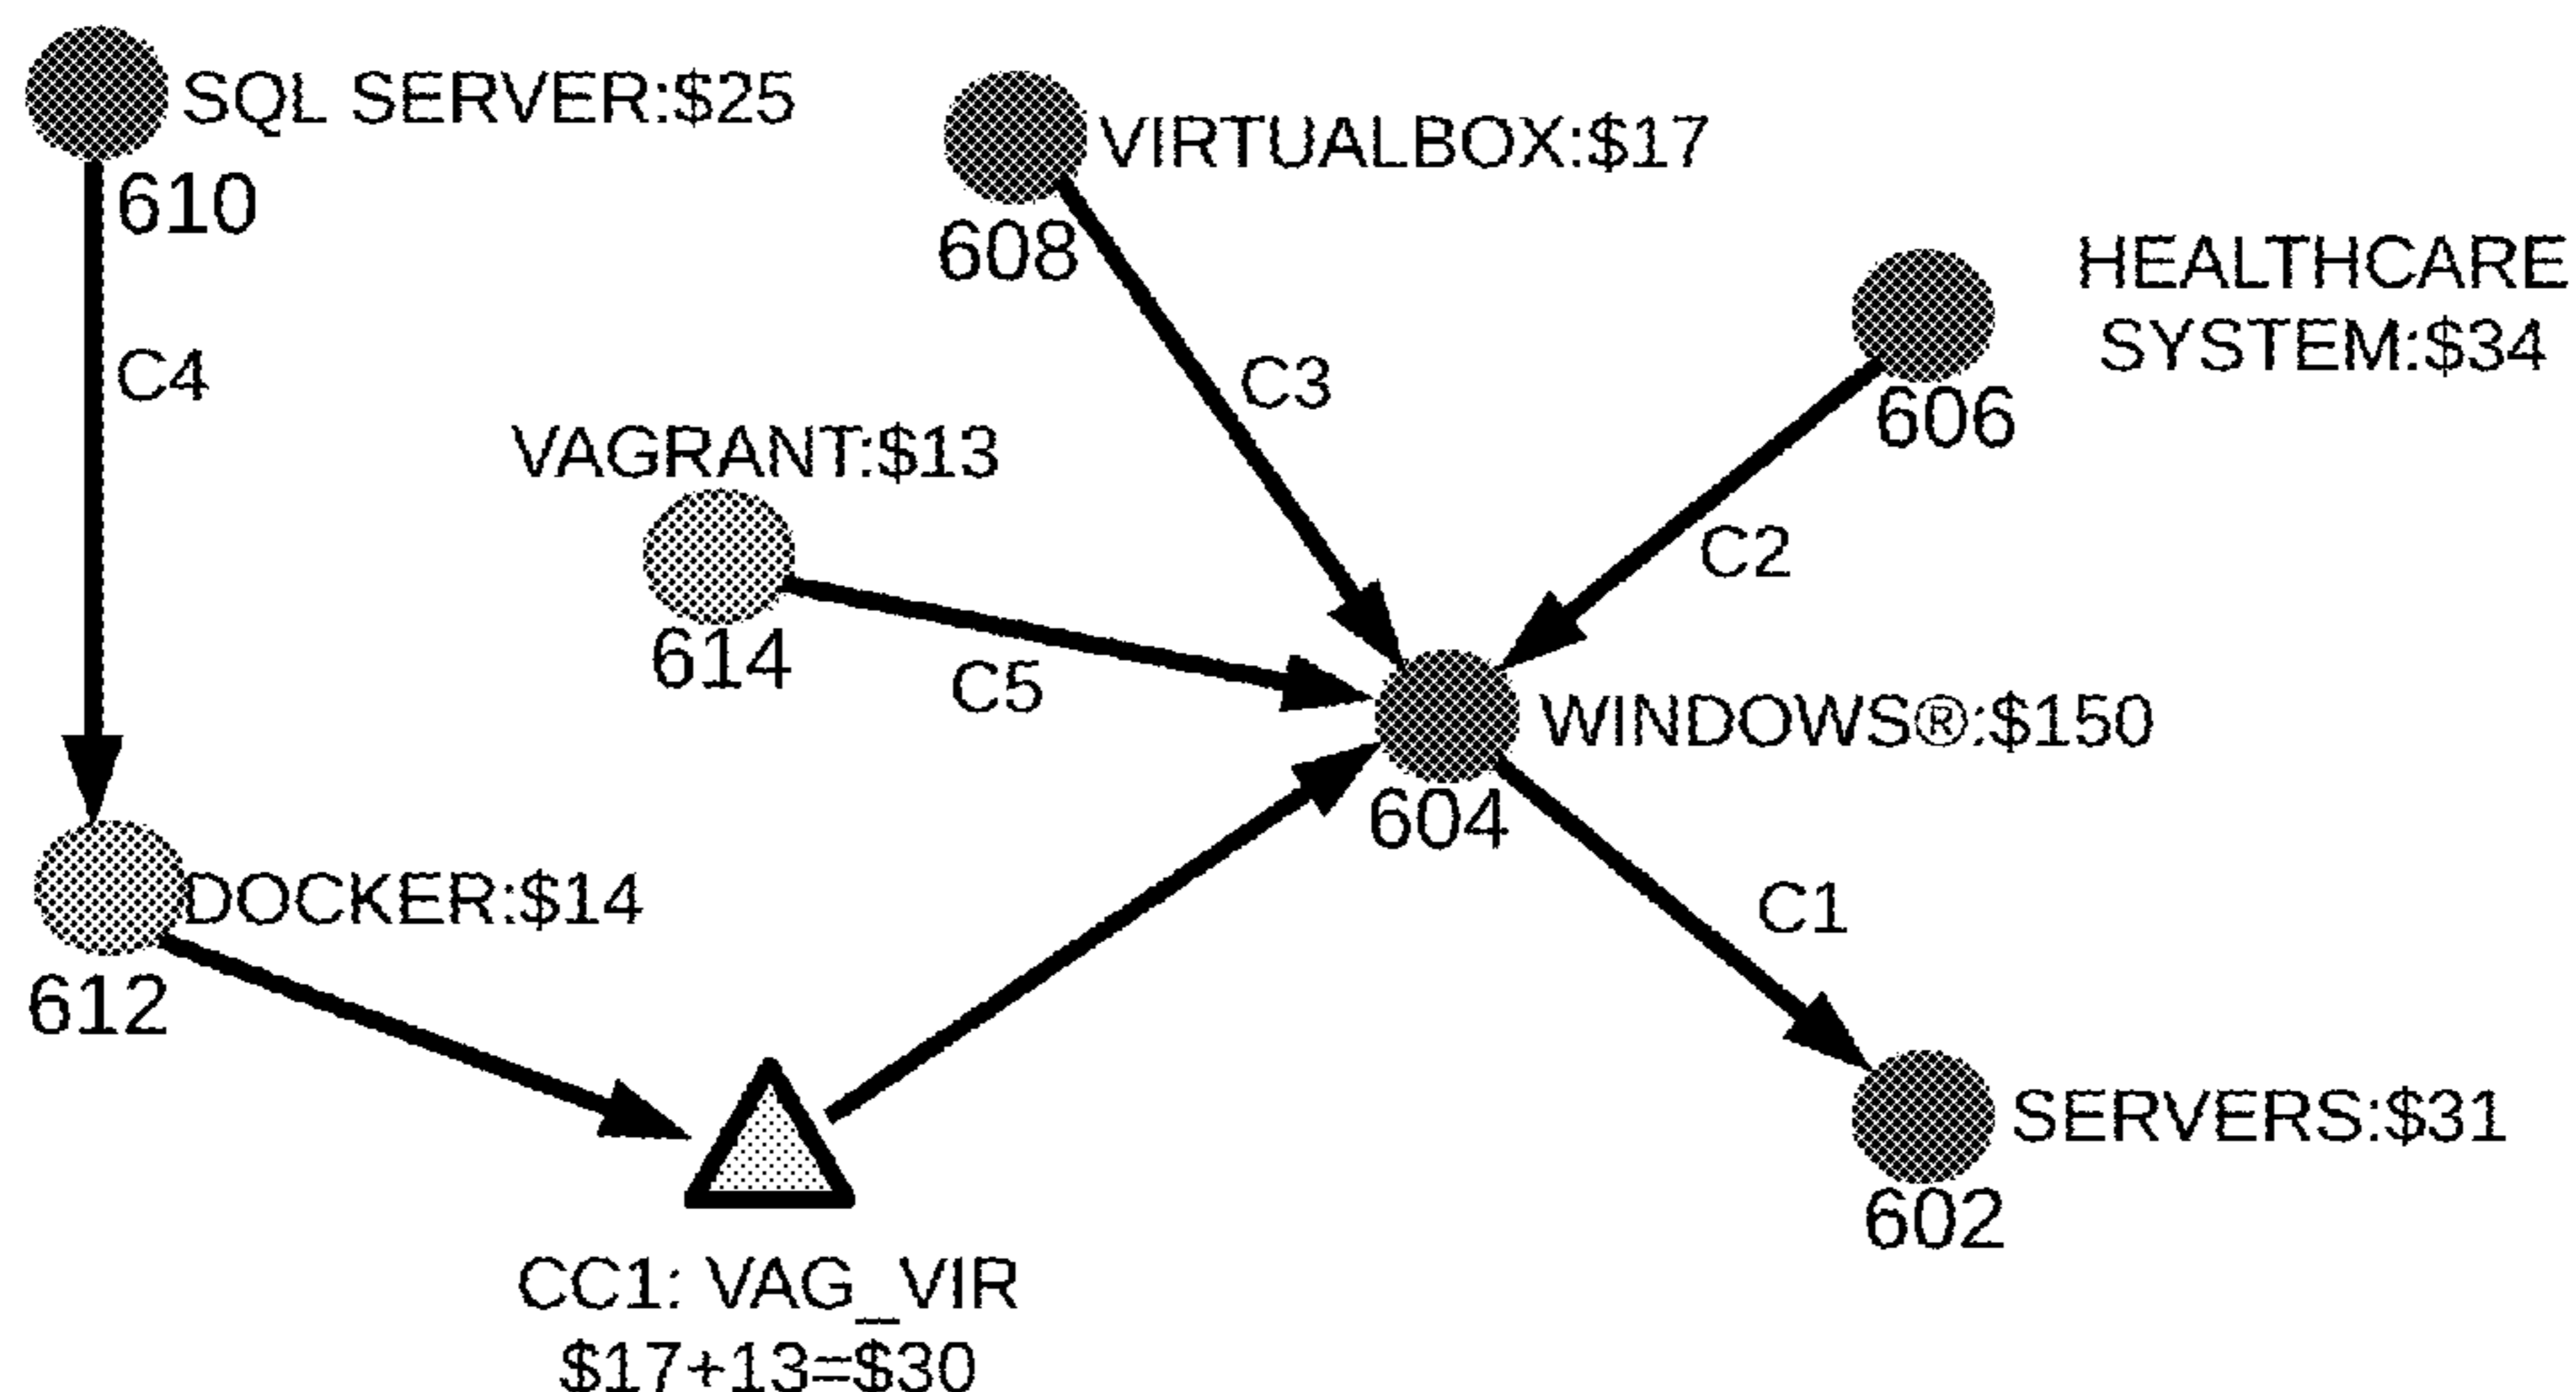 SQL SERVER:$25
610
VIRTUALBOX:$17
608
HEALTHCARE
SYSTEM:$34
606
C4
C3
C2
VAGRANT:$13
614
C5
WINDOWS®:$150
604
DOCKER:$14
612
C1
SERVERS:$31
602
CC1: VAG_VIR
$17+13=$30